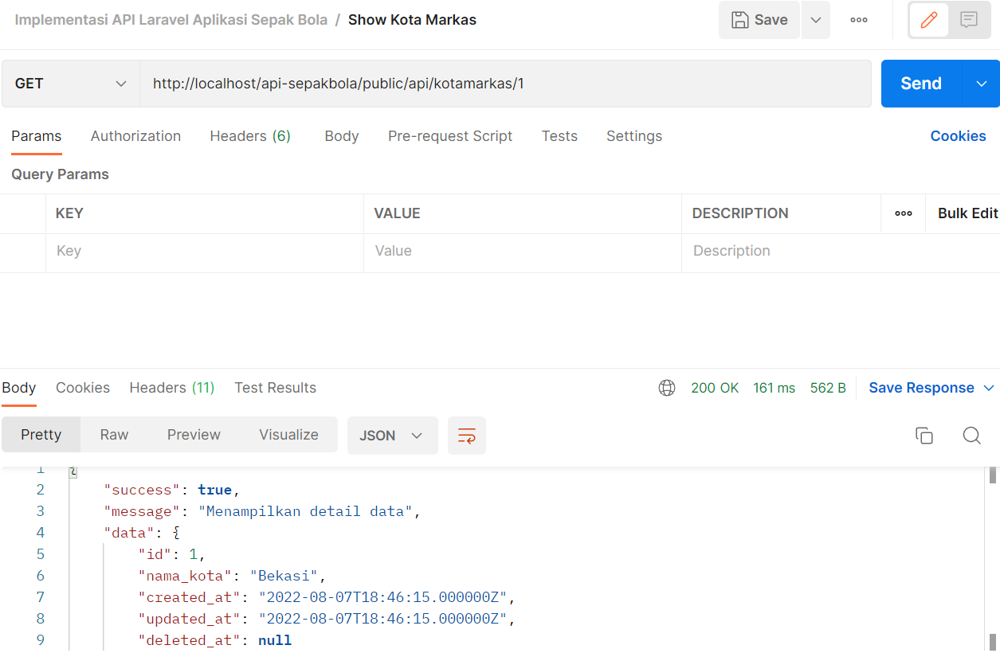 Implementasi API Laravel Aplikasi Sepak Bola / Show Kota Markas
Save
GET
http://localhost/api-sepakbola/public/api/kotamarkas/1
Send
Params Authorization Headers (6) Body Pre-request Script Tests Settings Cookies
Query Params
KEY VALUE DESCRIPTION Bulk Edit
Key Value Description
Body Cookies Headers (11) Test Results 200 OK 161 ms 562 B Save Response
Pretty Raw Preview Visualize JSON
1 {
2 "success": true,
3 "message": "Menampilkan detail data",
4 "data": {
5 "id": 1,
6 "nama_kota": "Bekasi",
7 "created_at": "2022-08-07T18:46:15.000000Z",
8 "updated_at": "2022-08-07T18:46:15.000000Z",
9 "deleted_at": null